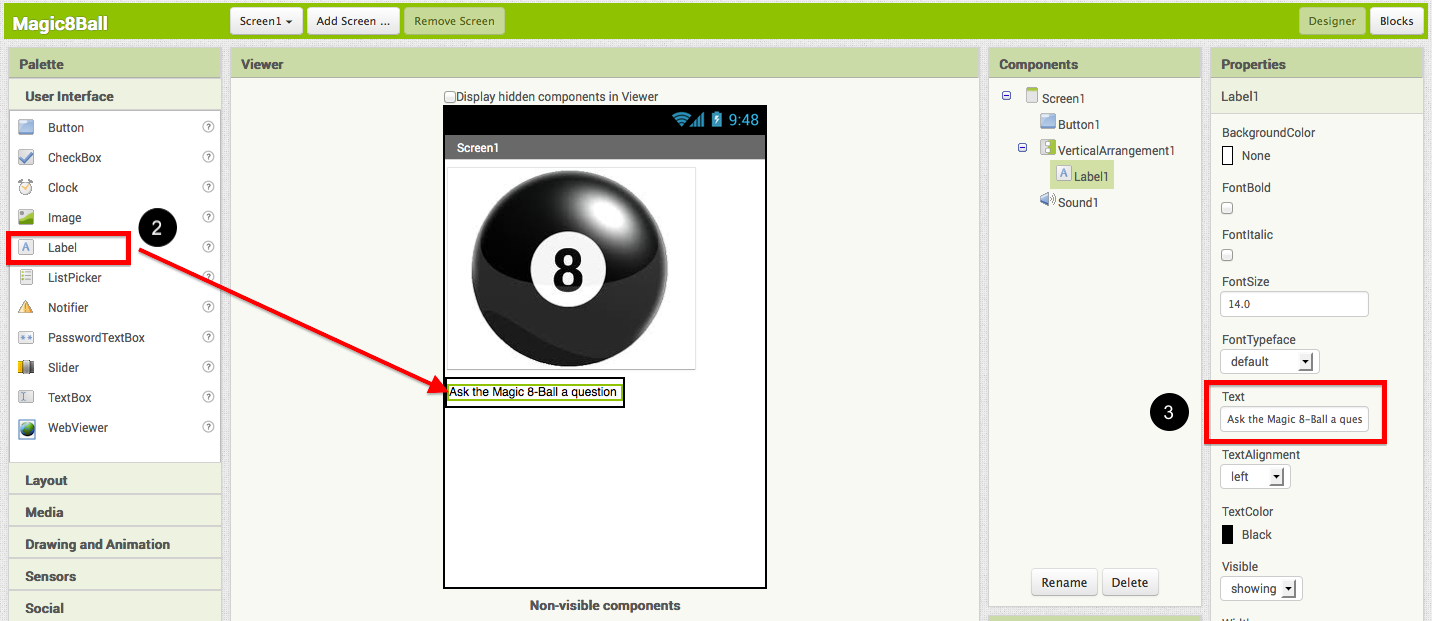 Magic8Ball
Screen1
Add Screen ...
Remove Screen
Designer
Blocks
Palette
User Interface
Button
?
CheckBox
?
Clock
?
Image
?
Label
?
ListPicker
?
Notifier
?
PasswordTextBox
?
Slider
?
TextBox
?
WebViewer
?
Layout
Media
Drawing and Animation
Sensors
Social
2
Viewer
Display hidden components in Viewer
9:48
Screen1
8
Ask the Magic 8-Ball a question
Non-visible components
Components
Screen1
Button1
VerticalArrangement1
A Label1
Sound1
Rename
Delete
3
Properties
Label1
BackgroundColor
None
FontBold
FontItalic
FontSize
14.0
FontTypeface
default
Text
Ask the Magic 8-Ball a ques
TextAlignment
left
TextColor
Black
Visible
showing